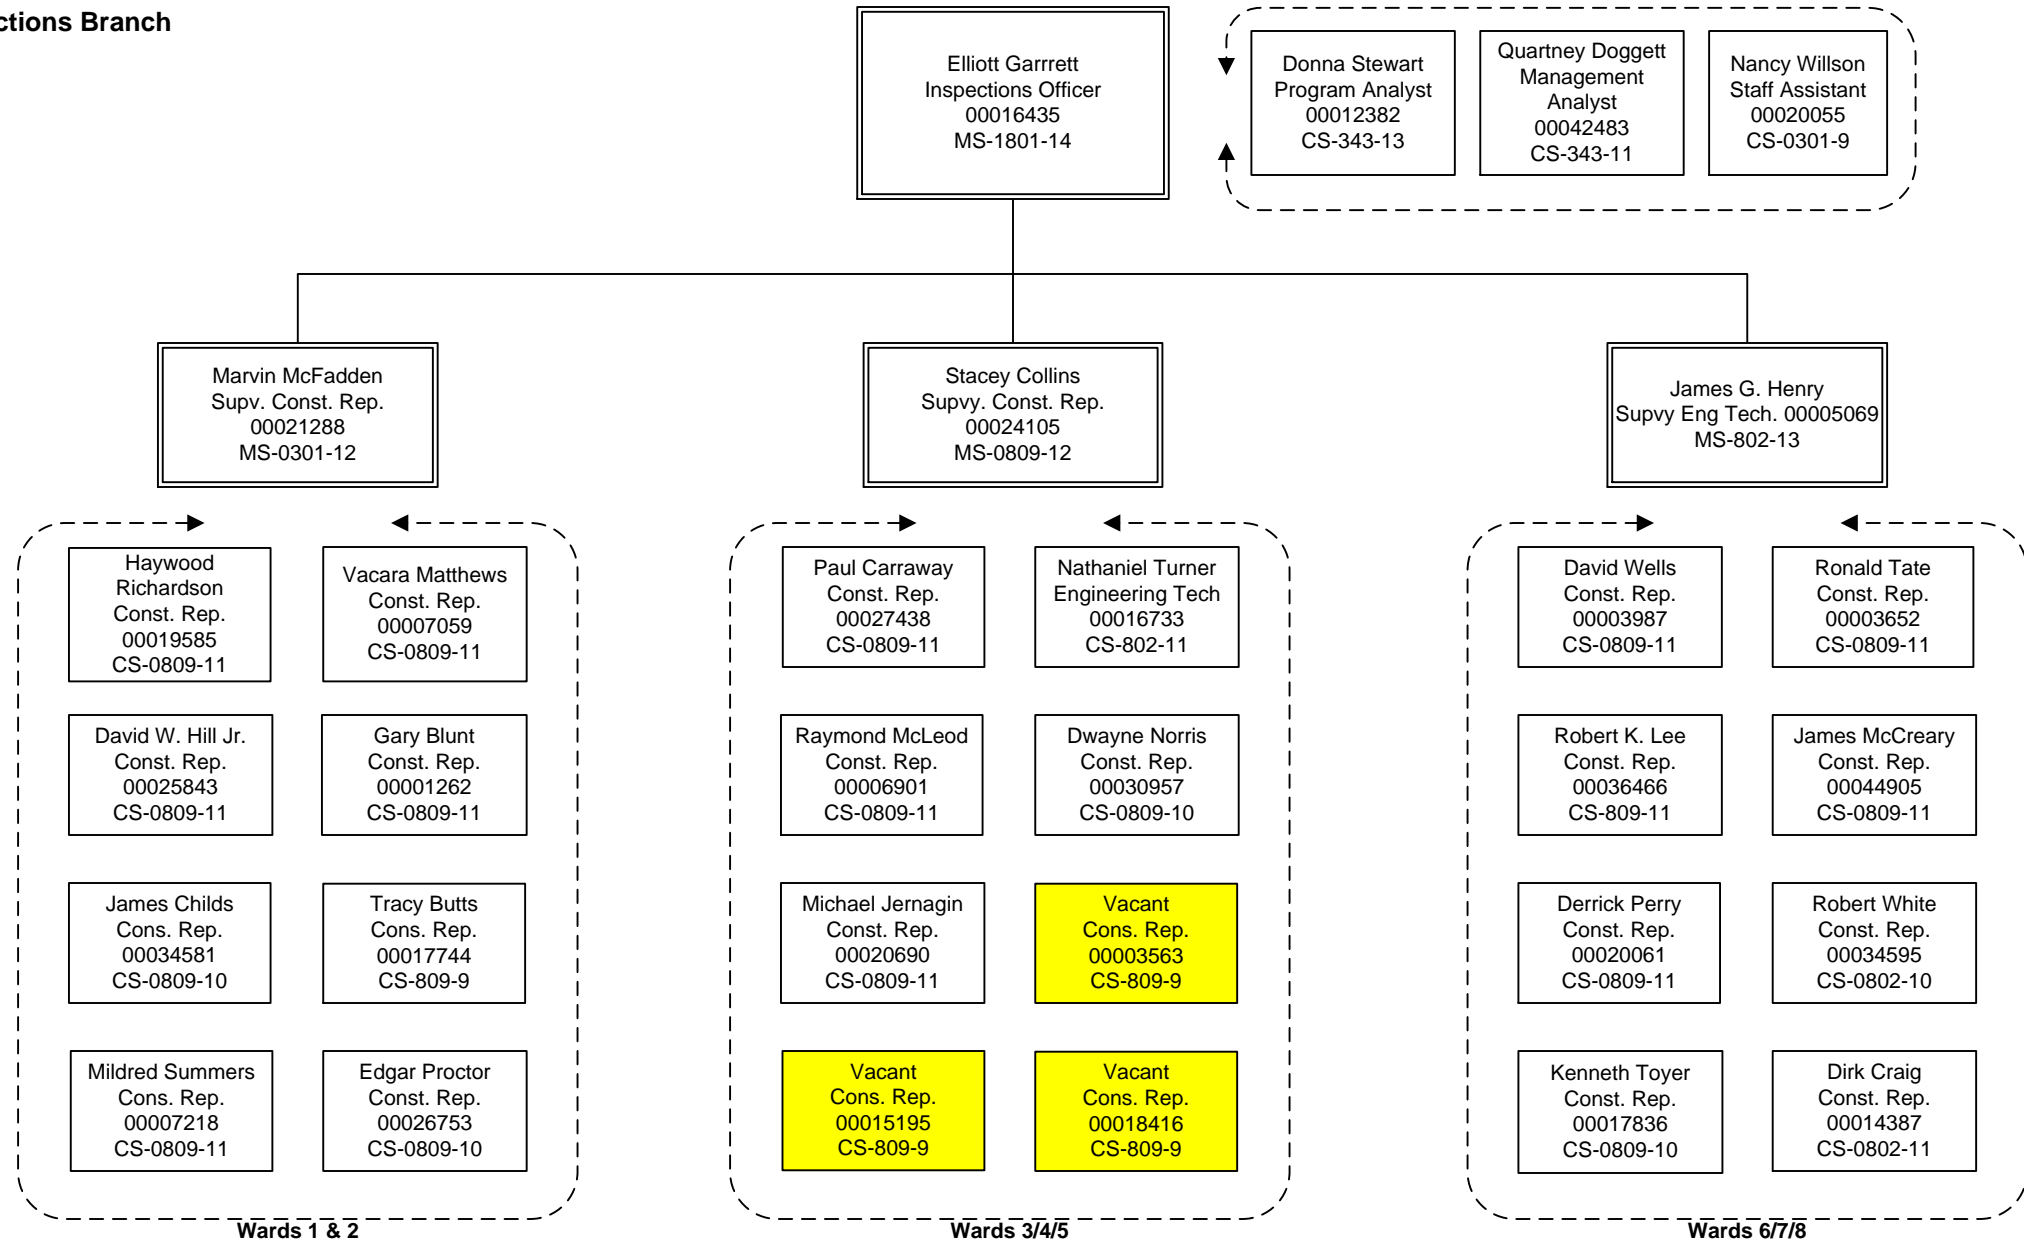 ctions Branch
Elliott Garrrett
Inspections Officer
00016435
MS-1801-14
Donna Stewart
Program Analyst
00012382
CS-343-13
Quartney Doggett
Management
Analyst
00042483
CS-343-11
Nancy Willson
Staff Assistant
00020055
CS-0301-9
Marvin McFadden
Supv. Const. Rep.
00021288
MS-0301-12
Stacey Collins
Supvy. Const. Rep.
00024105
MS-0809-12
James G. Henry
Supvy Eng Tech. 00005069
MS-802-13
Haywood
Richardson
Const. Rep.
00019585
CS-0809-11
Vacara Matthews
Const. Rep.
00007059
CS-0809-11
David W. Hill Jr.
Const. Rep.
00025843
CS-0809-11
Gary Blunt
Const. Rep.
00001262
CS-0809-11
James Childs
Cons. Rep.
00034581
CS-0809-10
Tracy Butts
Cons. Rep.
00017744
CS-809-9
Mildred Summers
Cons. Rep.
00007218
CS-0809-11
Edgar Proctor
Const. Rep.
00026753
CS-0809-10
Wards 1 & 2
Paul Carraway
Const. Rep.
00027438
CS-0809-11
Nathaniel Turner
Engineering Tech
00016733
CS-802-11
Raymond McLeod
Const. Rep.
00006901
CS-0809-11
Dwayne Norris
Const. Rep.
00030957
CS-0809-10
Michael Jernagin
Const. Rep.
00020690
CS-0809-11
Vacant
Cons. Rep.
00003563
CS-809-9
Vacant
Cons. Rep.
00015195
CS-809-9
Vacant
Cons. Rep.
00018416
CS-809-9
Wards 3/4/5
David Wells
Const. Rep.
00003987
CS-0809-11
Ronald Tate
Const. Rep.
00003652
CS-0809-11
Robert K. Lee
Const. Rep.
00036466
CS-809-11
James McCreary
Const. Rep.
00044905
CS-0809-11
Derrick Perry
Const. Rep.
00020061
CS-0809-11
Robert White
Const. Rep.
00034595
CS-0802-10
Kenneth Toyer
Const. Rep.
00017836
CS-0809-10
Dirk Craig
Const. Rep.
00014387
CS-0802-11
Wards 6/7/8